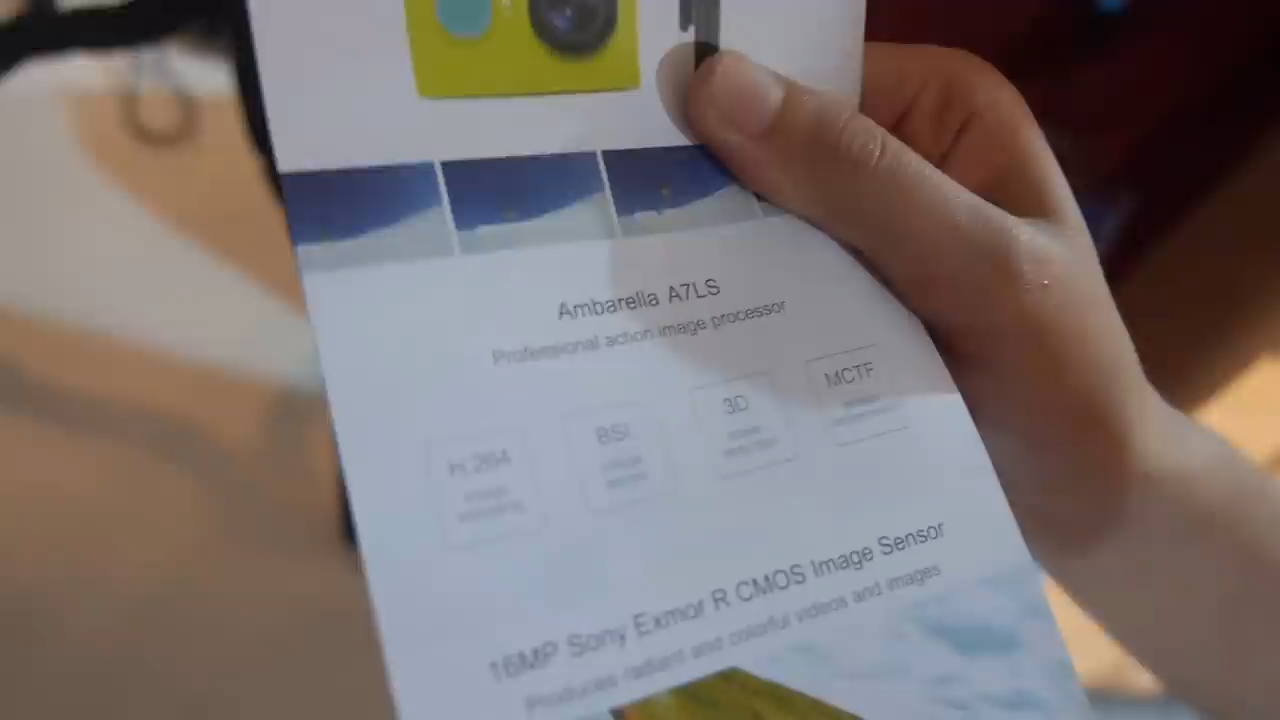 Ambarella A7LS
Professional action image processor
H.264
BSI
3D
MCTF
16MP Sony Exmor R CMOS Image Sensor
Produces radiant and colorful videos and images